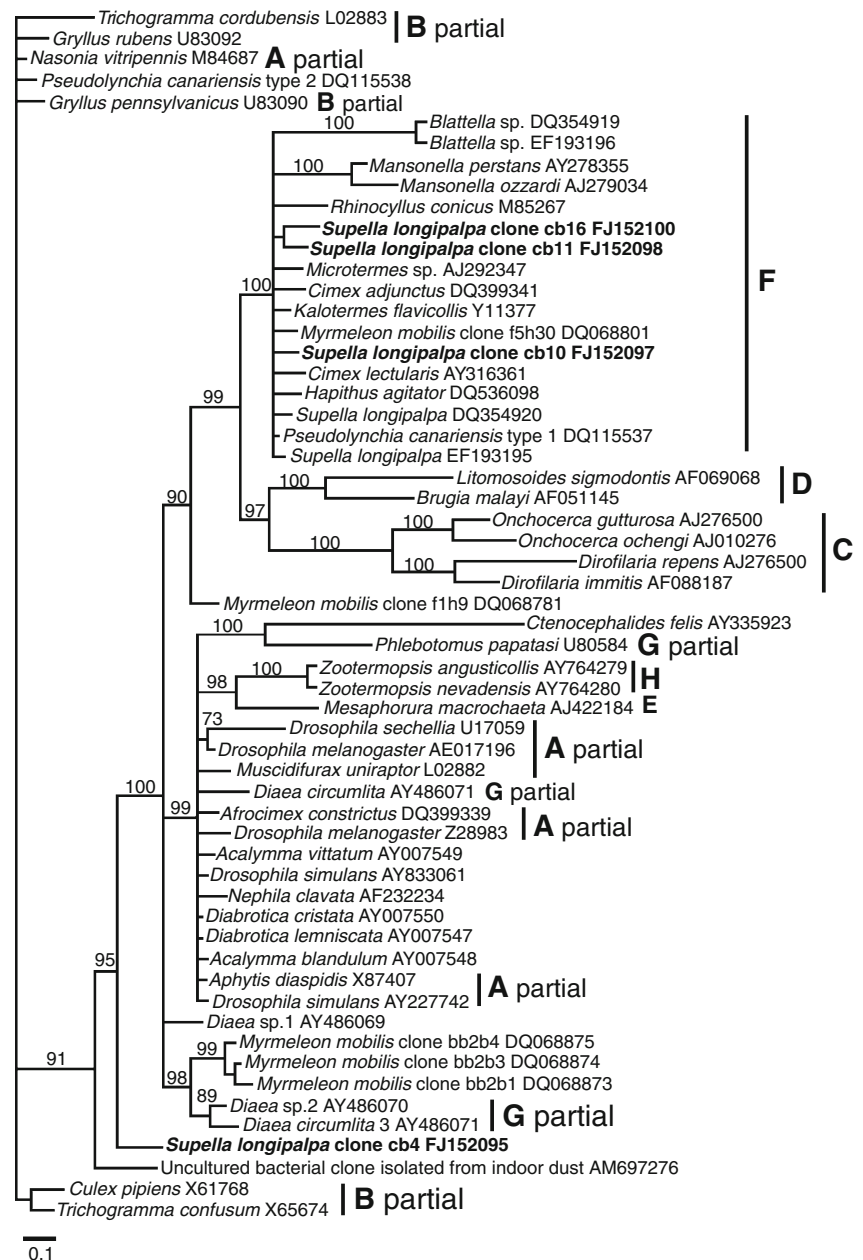 Trichogramma cordubensis L02883
B partial
Gryllus rubens U83092
Nasonia vitripennis M84687 A partial
Pseudolynchia canariensis type 2 DQ115538
Gryllus pennsylvanicus U83090 B partial
100
Blattella sp. DQ354919
Blattella sp. EF193196
100
Mansonella perstans AY278355
Mansonella ozzardi AJ279034
Rhinocyllus conicus M85267
Supella longipalpa clone cb16 FJ152100
Supella longipalpa clone cb11 FJ152098
Microtermes sp. AJ292347
F
100
Cimex adjunctus DQ399341
Kalotermes flavicollis Y11377
Myrmeleon mobilis clone f5h30 DQ068801
Supella longipalpa clone cb10 FJ152097
Cimex lectularis AY316361
Hapithus agitator DQ536098
99
Supella longipalpa DQ354920
Pseudolynchia canariensis type 1 DQ115537
Supella longipalpa EF193195
100
Litomosoides sigmodontis AF069068
D
90
Brugia malayi AF051145
97
100
Onchocerca gutturosa AJ276500
Onchocerca ochengi AJ010276
100
C
100
Dirofilaria repens AJ276500
Dirofilaria immitis AF088187
Myrmeleon mobilis clone f1h9 DQ068781
100
Ctenocephalides felis AY335923
Phlebotomus papatasi U80584 G partial
100
Zootermopsis angusticollis AY764279
H
98
Zootermopsis nevadensis AY764280
Mesaphorura macrochaeta AJ422184 E
73
Drosophila sechellia U17059
Drosophila melanogaster AE017196
A partial
Muscidifurax uniraptor L02882
100
Diaea circumlita AY486071 G partial
99
Afrocimex constrictus DQ399339
A partial
Drosophila melanogaster Z28983
Acalymma vittatum AY007549
Drosophila simulans AY833061
Nephila clavata AF232234
Diabrotica cristata AY007550
Diabrotica lemniscata AY007547
95
Acalymma blandulum AY007548
Aphytis diaspidis X87407
A partial
Drosophila simulans AY227742
Diaea sp.1 AY486069
99
Myrmeleon mobilis clone bb2b4 DQ068875
91
Myrmeleon mobilis clone bb2b3 DQ068874
98
Myrmeleon mobilis clone bb2b1 DQ068873
89
Diaea sp.2 AY486070
G partial
Diaea circumlita 3 AY486071
Supella longipalpa clone cb4 FJ152095
Uncultured bacterial clone isolated from indoor dust AM697276
Culex pipiens X61768
B partial
Trichogramma confusum X65674
0.1